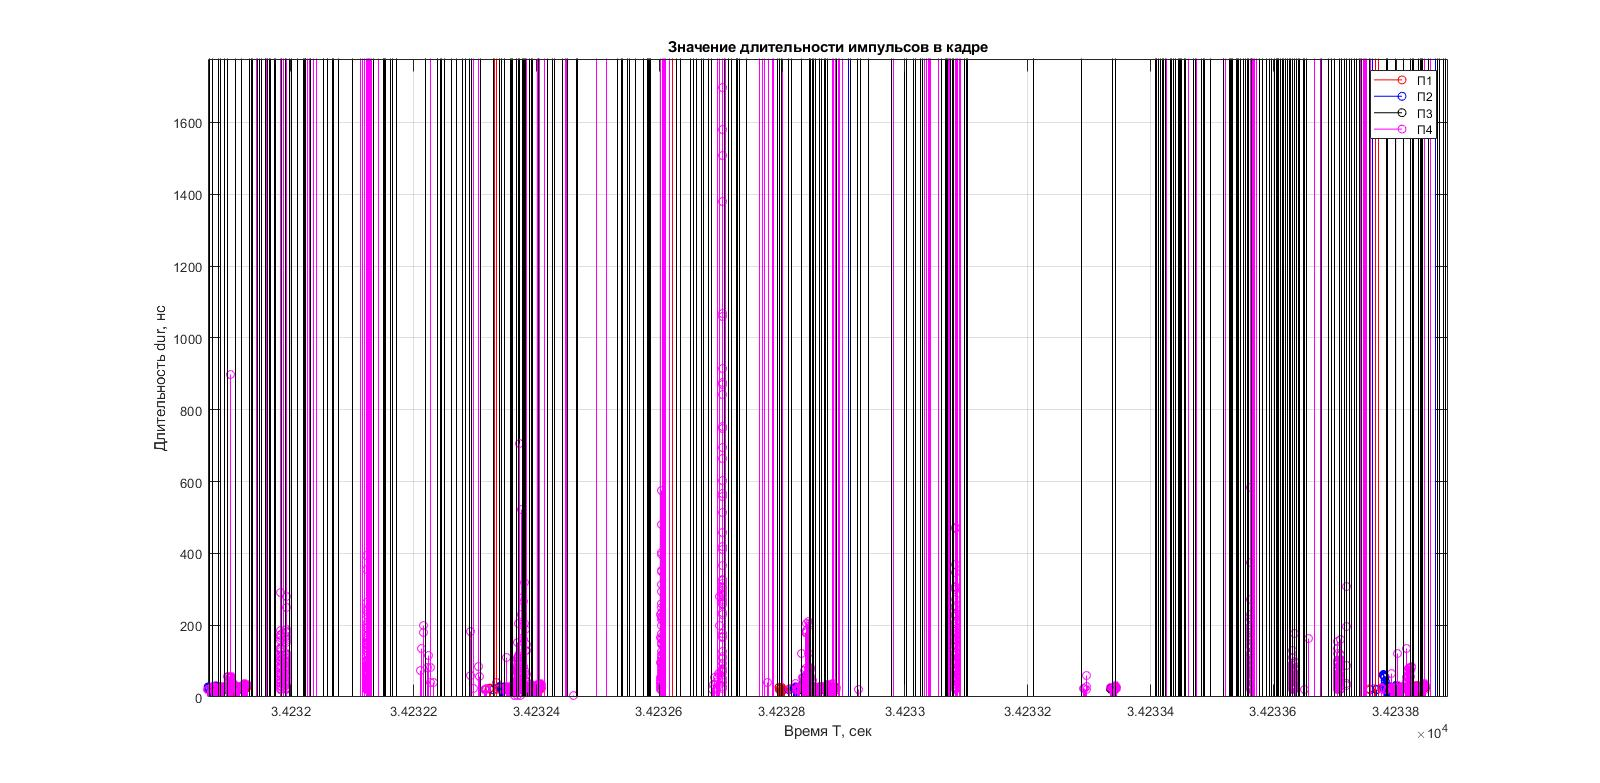 Значение длительности импульсов в кадре
П1
П2
П3
П4
1600
1400
1200
1000
800
600
400
200
0
Длительность dur, нс
3.4232
3.42322
3.42324
3.42326
3.42328
3.4233
3.42332
3.42334
3.42336
3.42338
Время T, сек
×10⁴